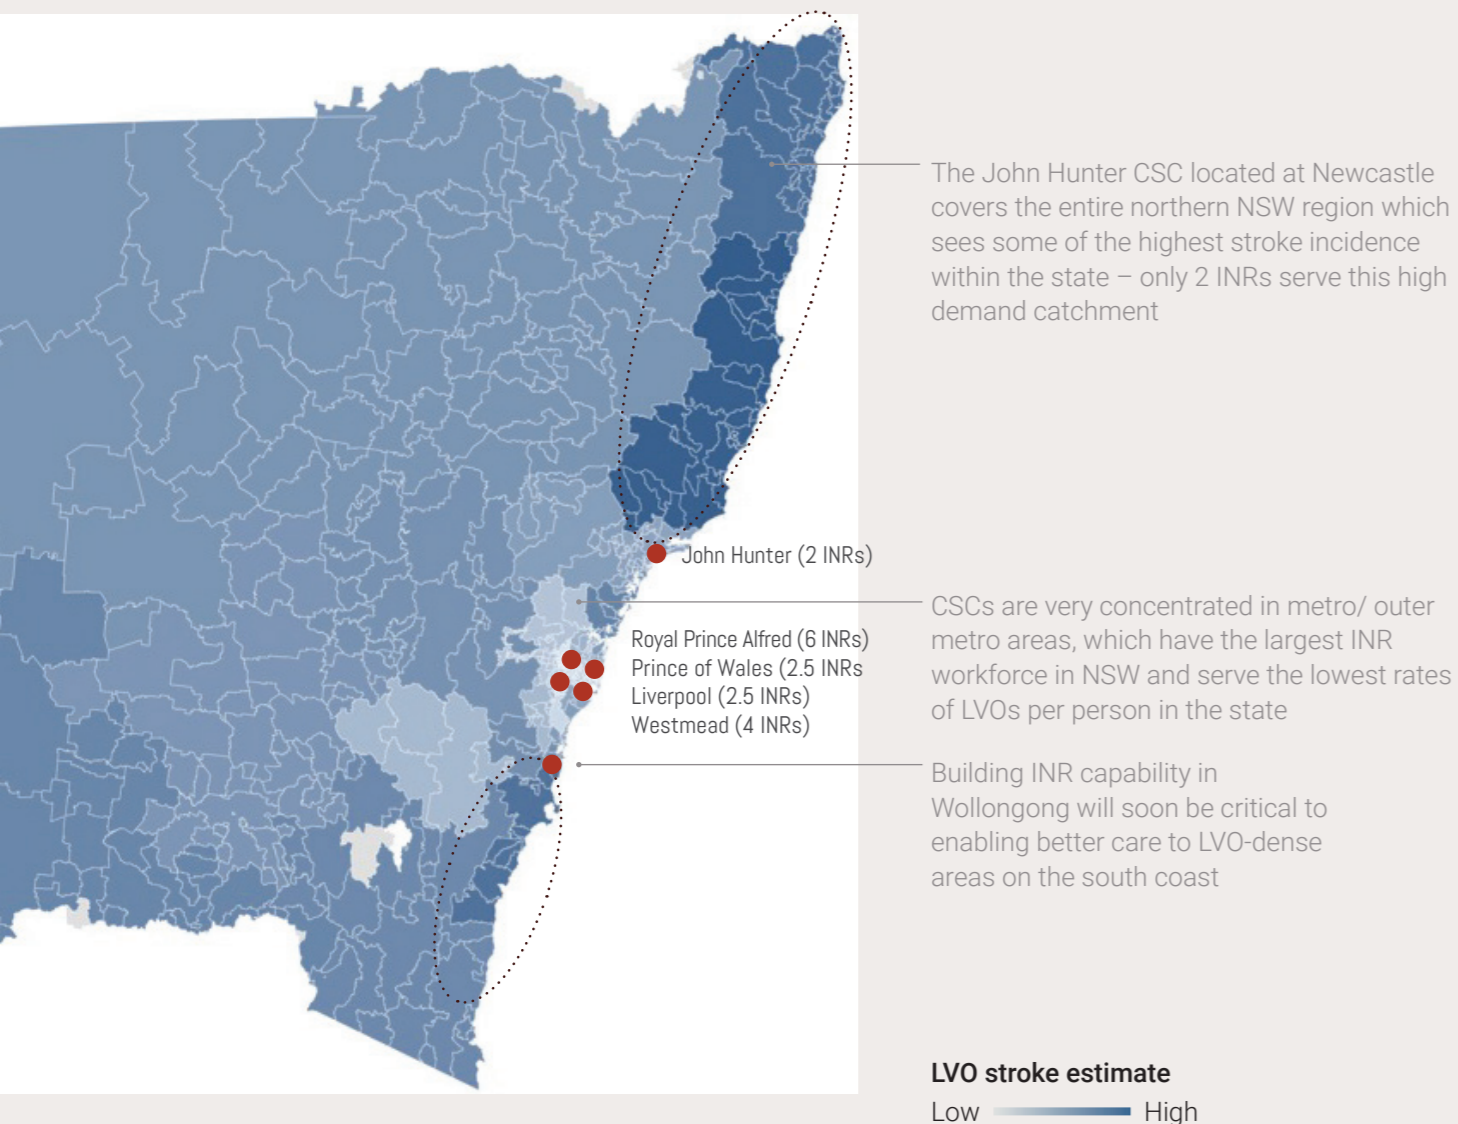 The John Hunter CSC located at Newcastle
covers the entire northern NSW region which
sees some of the highest stroke incidence
within the state – only 2 INRs serve this high
demand catchment
John Hunter (2 INRs)
CSCs are very concentrated in metro/ outer
metro areas, which have the largest INR
workforce in NSW and serve the lowest rates
of LVOs per person in the state
Royal Prince Alfred (6 INRs)
Prince of Wales (2.5 INRs
Liverpool (2.5 INRs)
Westmead (4 INRs)
Building INR capability in
Wollongong will soon be critical to
enabling better care to LVO-dense
areas on the south coast
LVO stroke estimate
Low High